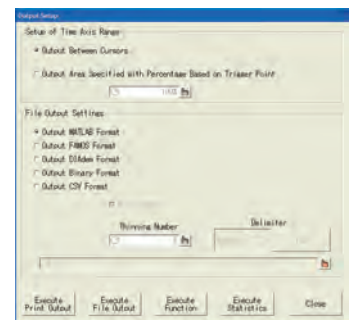 Output Setup
Setup of Time Axis Range
Output Between Cursors
Output Area Specified with Percentage Based on Trigger Point
100%
File Output Settings
Output MATLAB Format
Output FAMOS Format
Output DIAdem Format
Output Binary Format
Output CSV Format
Thinning Number
Delimiter
1
Execute Print Output
Execute File Output
Execute Function
Execute Statistics
Close